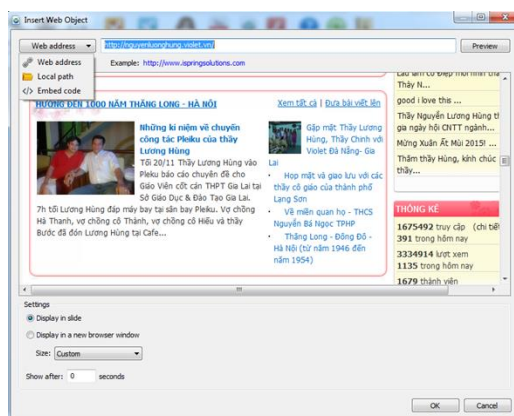 Insert Web Object
Web address
http://nguyenluonghung.violet.vn/
Preview
Web address
Local path
Embed code
Example: http://www.ispringsolutions.com
HƯỚNG ĐẾN 1000 NĂM THĂNG LONG - HÀ NỘI
Xem tất cả | Đưa bài viết lên
Những kỉ niệm về chuyến
công tác Pleiku của thầy
Lương Hùng
Tối 20/11 Thầy Lương Hùng vào
Pleiku báo cáo chuyên đề cho
Giáo Viên cốt cán THPT Gia Lai tại
Sở Giáo Dục & Đào Tạo Gia Lai.
7h tối Lương Hùng đáp máy bay tại sân bay Pleiku. Vợ chồng
Hà Thanh, vợ chồng cô Thánh, vợ chồng cô Hiếu và thầy
Bước đã đón Lương Hùng tại Cafe...
Gặp mặt Thầy Lương
Hùng, Thầy Chinh với
Violet Đà Nẵng- Gia
Lai
Họp mặt và giao lưu với các
thầy cô giáo của thành phố
Lạng Sơn
Về miền quan họ - THCS
Nguyễn Bá Ngọc TPHCM
Thăng Long - Đông Đô -
Hà Nội (từ năm 1946 đến
năm 1954)
Thầy N...
good i love this ...
Thầy Nguyễn Lương Hùng th
gia ngày hội CNTT ngành...
Mừng Xuân Ất Mùi 2015! ...
Thăm thầy Hùng, kính chúc
thầy...
THỐNG KÊ
1675492 truy cập (chi tiết
391 trong hôm nay
3334914 lượt xem
1135 trong hôm nay
1679 thành viên
Settings
Display in slide
Display in a new browser window
Size: Custom
Show after: 0 seconds
OK
Cancel